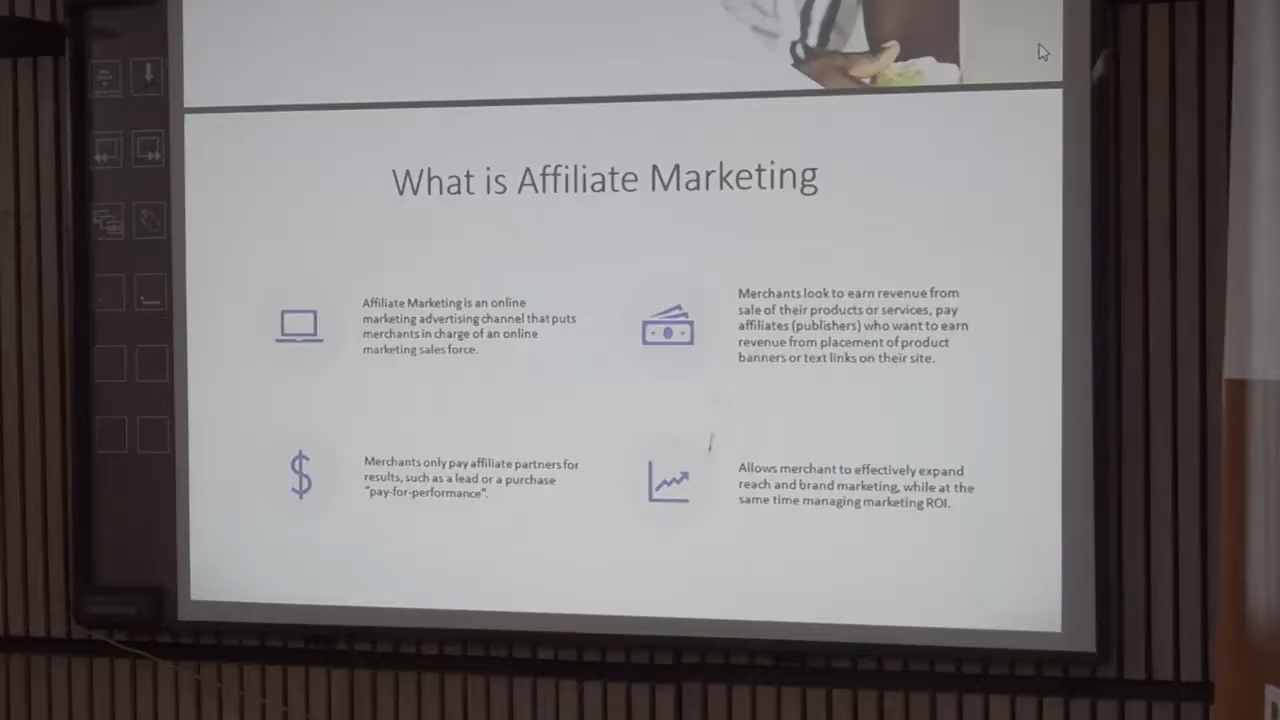 What is Affiliate Marketing
Affiliate Marketing is an online
marketing advertising channel that puts
merchants in charge of an online
marketing sales force.
Merchants look to earn revenue from
sale of their products or services, pay
affiliates (publishers) who want to earn
revenue from placement of product
banners or text links on their site.
Merchants only pay affiliate partners for
results, such as a lead or a purchase
"pay-for-performance".
Allows merchant to effectively expand
reach and brand marketing, while at the
same time managing marketing ROI.